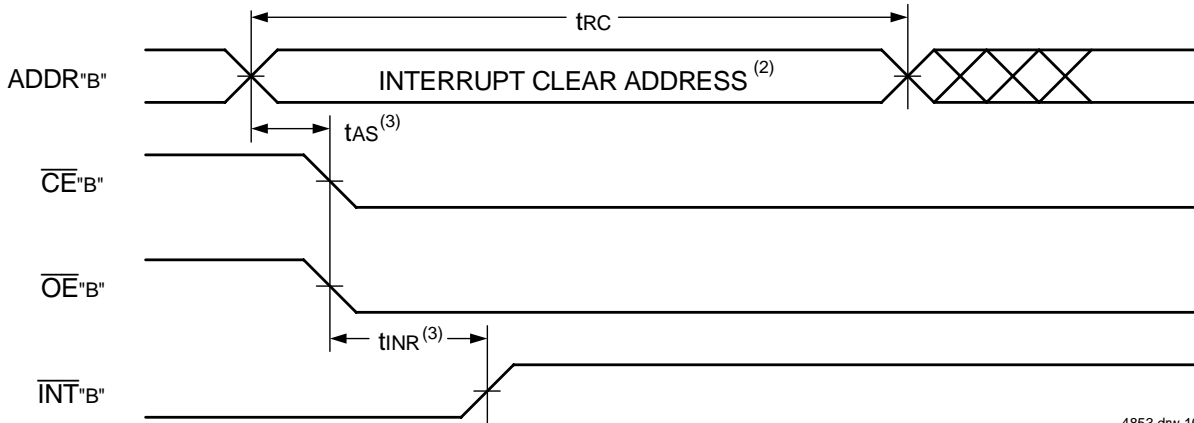 tRC
ADDR"B"
INTERRUPT CLEAR ADDRESS (2)
tAS(3)
CE"B"
OE"B"
tINR(3)
INT"B"